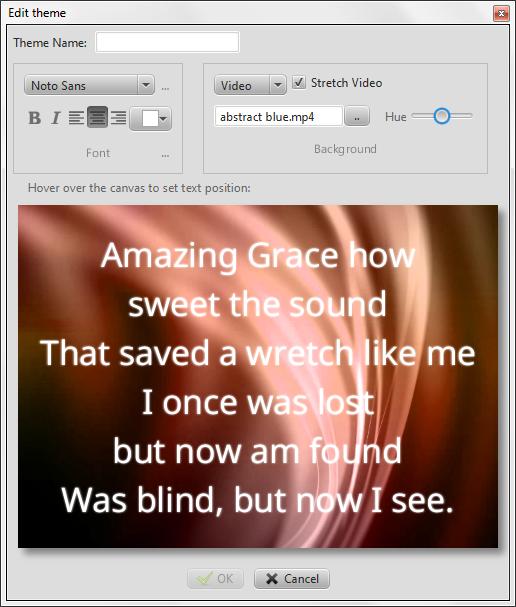 Edit theme
Theme Name:
Noto Sans
...
Video
Stretch Video
B I
abstract blue.mp4
..
Hue
Font
...
Background
Hover over the canvas to set text position:
Amazing Grace how
sweet the sound
That saved a wretch like me
I once was lost
but now am found
Was blind, but now I see.
OK
Cancel